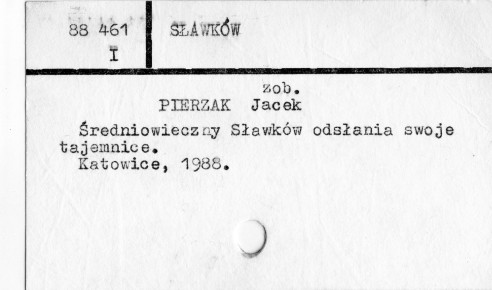 88 461
I
SŁAWKÓW
zob.
PIERZAK Jacek
Średniowieczny Sławków odsłania swoje
tajemnice.
Katowice, 1988.